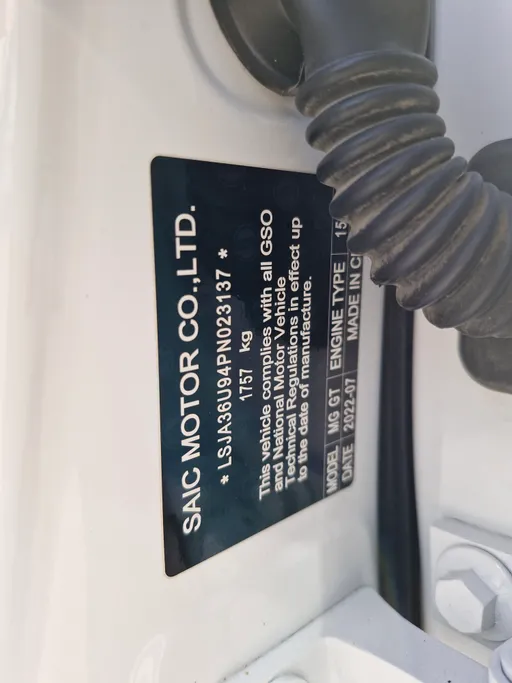 SAIC MOTOR CO.,LTD.
* LSJA36U94PN023137 *
1757 kg
This vehicle complies with all GSO
and National Motor Vehicle
Technical Regulations in effect up
to the date of manufacture.
MODEL MG GT ENGINE TYPE 15
DATE 2022-07 MADE IN